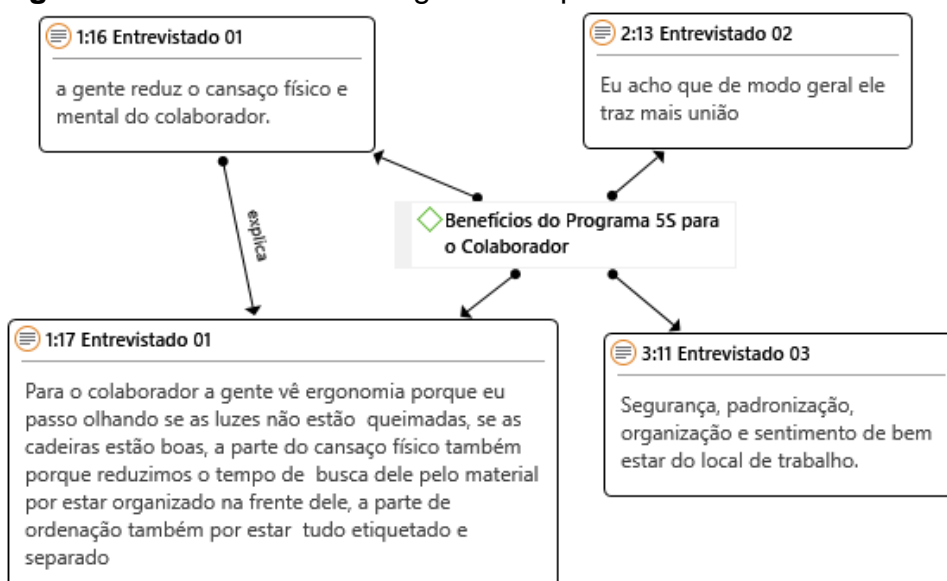 1:16 Entrevistado 01
a gente reduz o cansaço físico e
mental do colaborador.
2:13 Entrevistado 02
Eu acho que de modo geral ele
traz mais união
explica
Benefícios do Programa 5S para
o Colaborador
1:17 Entrevistado 01
Para o colaborador a gente vê ergonomia porque eu
passo olhando se as luzes não estão queimadas, se as
cadeiras estão boas, a parte do cansaço físico também
porque reduzimos o tempo de busca dele pelo material
por estar organizado na frente dele, a parte de
ordenação também por estar tudo etiquetado e
separado
3:11 Entrevistado 03
Segurança, padronização,
organização e sentimento de bem
estar do local de trabalho.